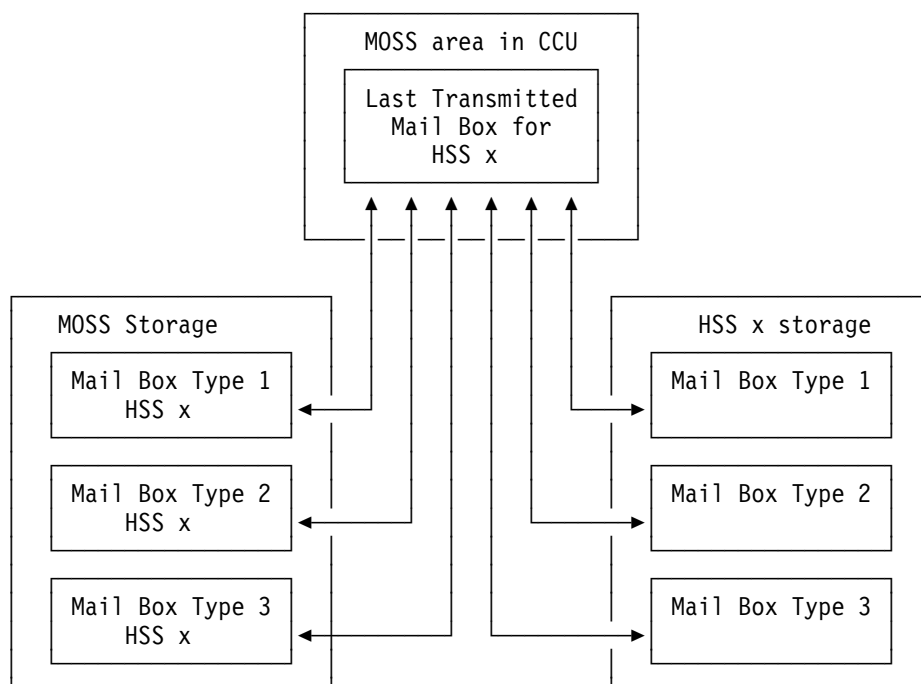 MOSS area in CCU
Last Transmitted
Mail Box for
HSS x
MOSS Storage
Mail Box Type 1
HSS x
Mail Box Type 2
HSS x
Mail Box Type 3
HSS x
HSS x storage
Mail Box Type 1
Mail Box Type 2
Mail Box Type 3